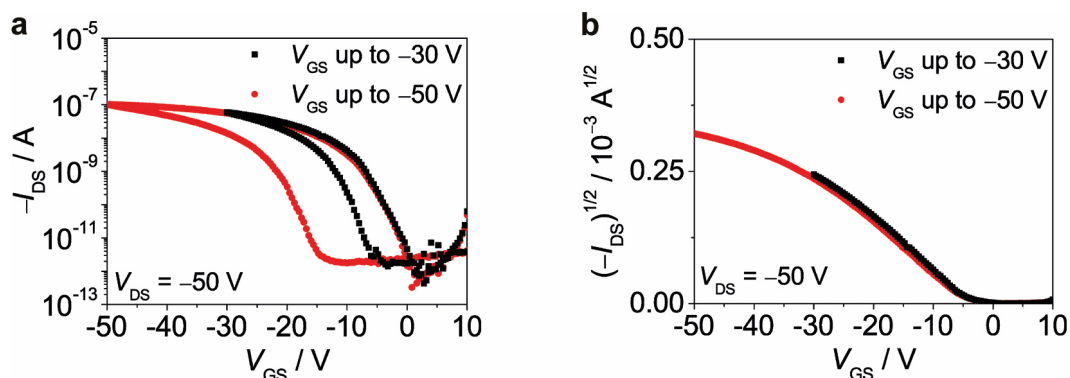 a
10⁻⁵
10⁻⁷
10⁻⁹
10⁻¹¹
10⁻¹³
−I_DS / A
V_GS up to −30 V
V_GS up to −50 V
V_DS = −50 V
-50 -40 -30 -20 -10 0 10
V_GS / V
b
0.50
0.25
0.00
(−I_DS)^1/2 / 10⁻³ A^1/2
V_GS up to −30 V
V_GS up to −50 V
V_DS = −50 V
-50 -40 -30 -20 -10 0 10
V_GS / V